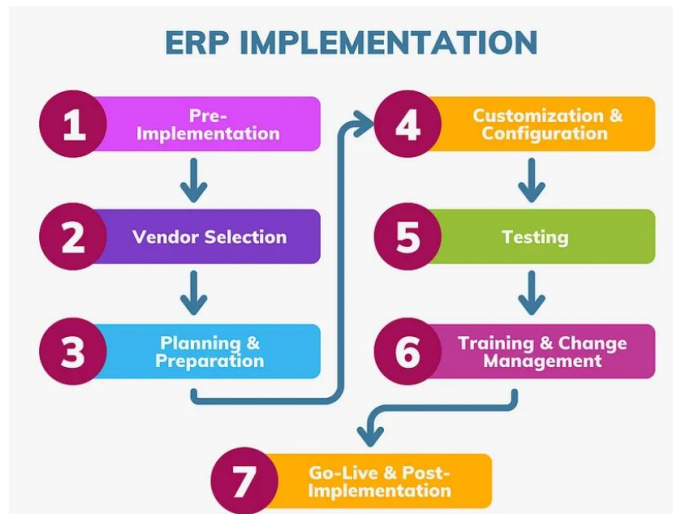 ERP IMPLEMENTATION
1
Pre-
Implementation
2
Vendor Selection
3
Planning &
Preparation
4
Customization &
Configuration
5
Testing
6
Training & Change
Management
7
Go-Live & Post-
Implementation